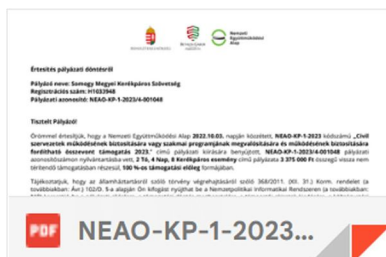 Nemzeti
Együttműködési
Alap
Értesítés pályázati döntésről
Pályázó neve: Somogy Megyei Kerékpáros Szövetség
Regisztrációs szám: H1033948
Pályázati azonosító: NEAO-KP-1-2023/4-001048
Tisztelt Pályázó!
Örömmel értesítjük, hogy a Nemzeti Együttműködési Alap 2022.10.03. napján közzétett, NEAO-KP-1-2023 kódszámú „Civil
szervezetek működésének biztosítására vagy szakmai programjának megvalósítására és működésének biztosítására
fordítható összevont támogatás 2023." című pályázati kiírására benyújtott, NEAO-KP-1-2023/4-001048 pályázati
azonosítószámon nyilvántartásba vett, 2 Tó, 4 Nap, 8 Kerékpáros esemény című pályázata 3 375 000 Ft összegű vissza nem
térítendő támogatásban részesül, 100 %-os támogatási előleg formájában.
Tájékoztatjuk, hogy az államháztartásról szóló törvény végrehajtásáról szóló 368/2011. (XII. 31.) Korm. rendelet (a
továbbiakban: Ávr.) 102/D. §-a alapján Ön kifogást nyújthat be a Nemzetpolitikai Informatikai Rendszeren (a továbbiakban:
PDF
NEAO-KP-1-2023...